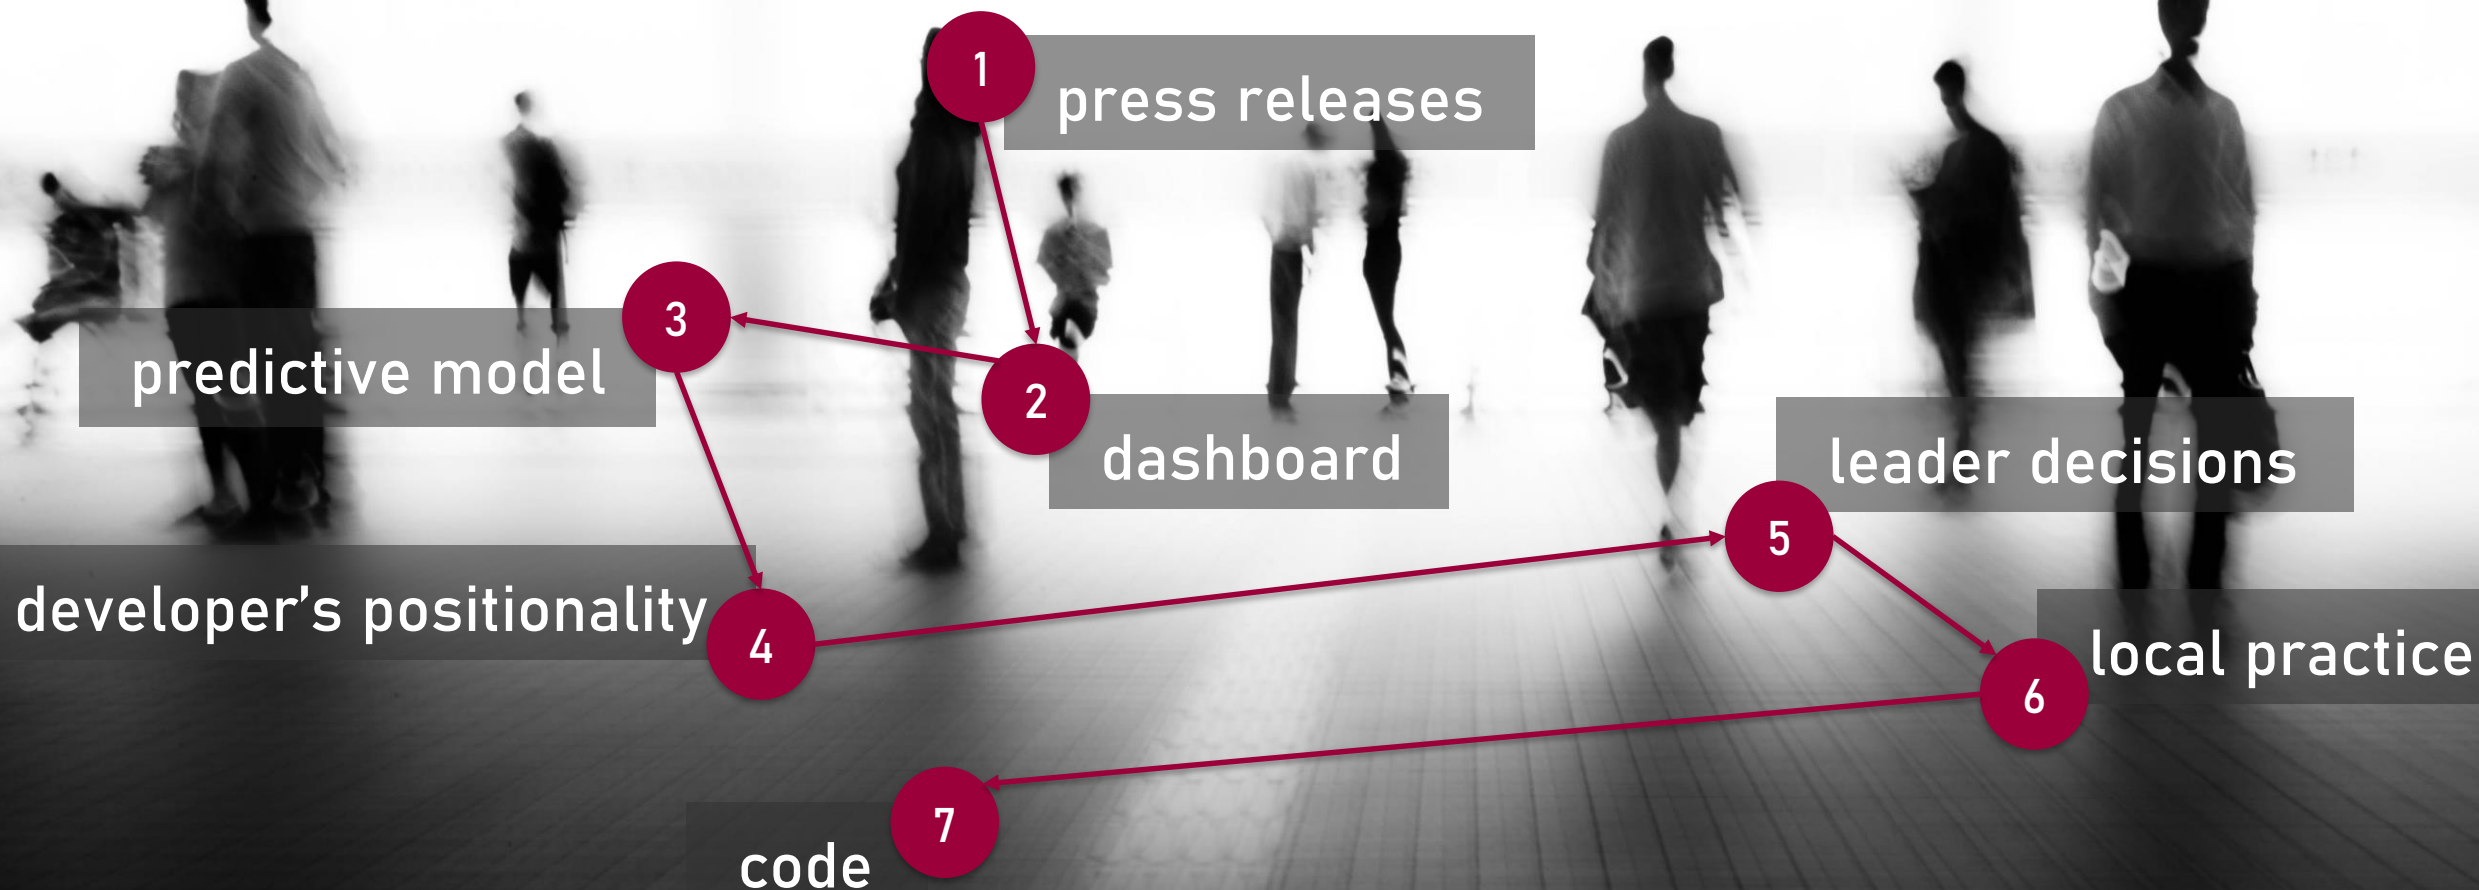 1
press releases
3
predictive model
2
dashboard
leader decisions
5
developer’s positionality
4
local practice
6
7
code